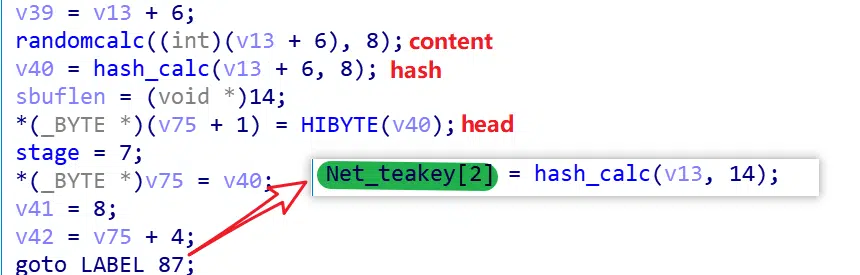 v39 = v13 + 6;
randomcalc((int)(v13 + 6), 8); content
v40 = hash_calc(v13 + 6, 8); hash
sbuflen = (void *)14;
*(_BYTE *)(v75 + 1) = HIBYTE(v40); head
stage = 7;
*(_BYTE *)v75 = v40;
Net_teakey[2] = hash_calc(v13, 14);
v41 = 8;
v42 = v75 + 4;
goto LABEL 87;